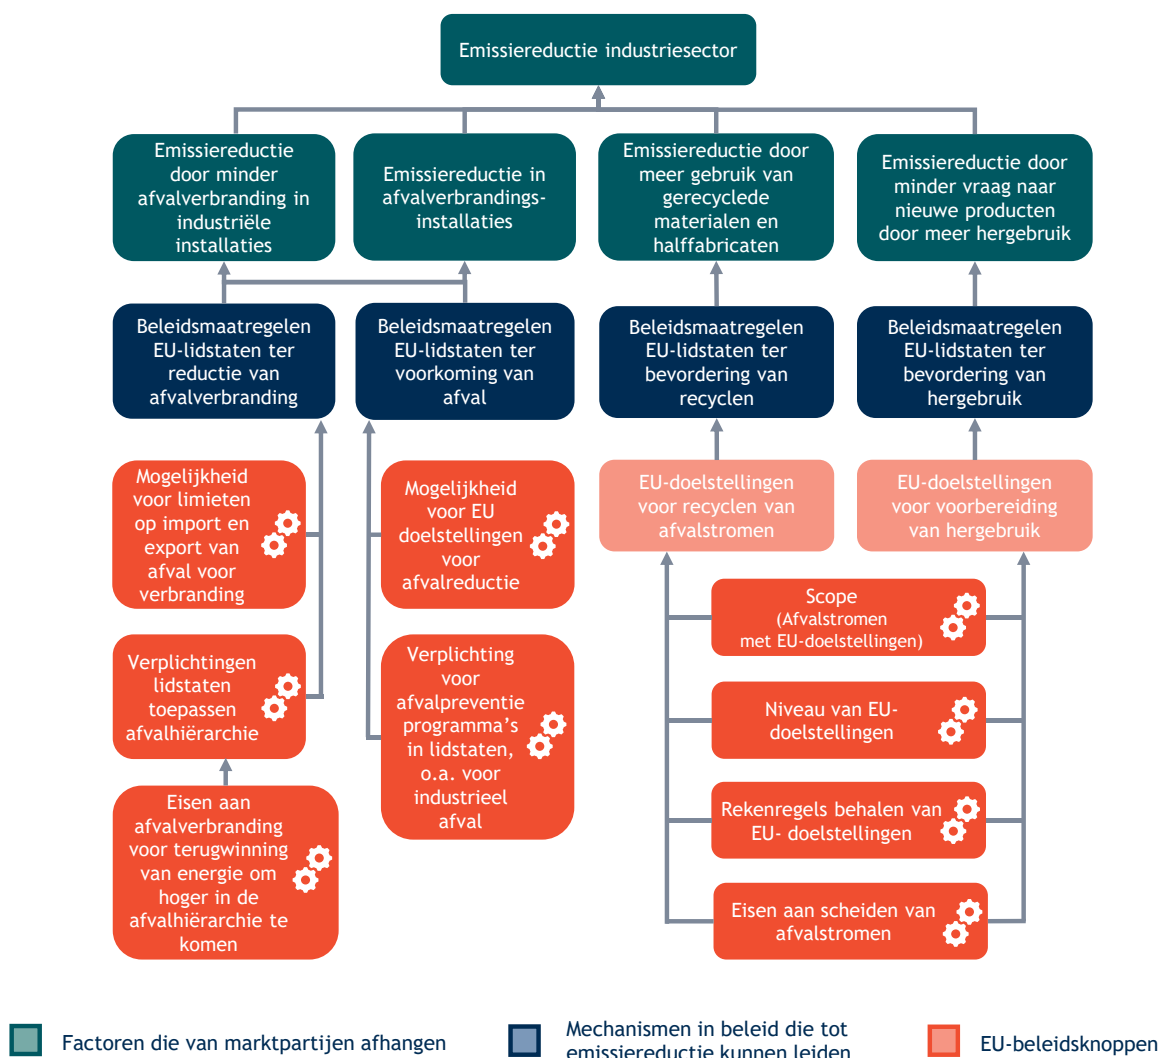 Emissiereductie industriesector
Emissiereductie
door minder
afvalverbranding in
industriële
installaties
Emissiereductie in
afvalverbrandings-
installaties
Emissiereductie door
meer gebruik van
gerecyclede
materialen en
halffabricaten
Emissiereductie door
minder vraag naar
nieuwe producten
door meer hergebruik
Beleidsmaatregelen
EU-lidstaten ter
reductie van
afvalverbranding
Beleidsmaatregelen
EU-lidstaten ter
voorkoming van
afval
Beleidsmaatregelen
EU-lidstaten ter
bevordering van
recyclen
Beleidsmaatregelen
EU-lidstaten ter
bevordering van
hergebruik
Mogelijkheid
voor limieten
op import en
export van
afval voor
verbranding
Mogelijkheid
voor EU
doelstellingen
voor
afvalreductie
EU-doelstellingen
voor recyclen van
afvalstromen
EU-doelstellingen
voor voorbereiding
van hergebruik
Verplichtingen
lidstaten
toepassen
afvalhiërarchie
Verplichting
voor
afvalpreventie
programma's
in lidstaten,
o.a. voor
industrieel
afval
Scope
(Afvalstromen
met EU-doelstellingen)
Niveau van EU-
doelstellingen
Rekenregels behalen van
EU- doelstellingen
Eisen aan scheiden van
afvalstromen
Eisen aan
afvalverbranding
voor terugwinning
van energie om
hoger in de
afvalhiërarchie te
komen
Factoren die van marktpartijen afhangen
Mechanismen in beleid die tot
emissiereductie kunnen leiden
EU-beleidsknoppen